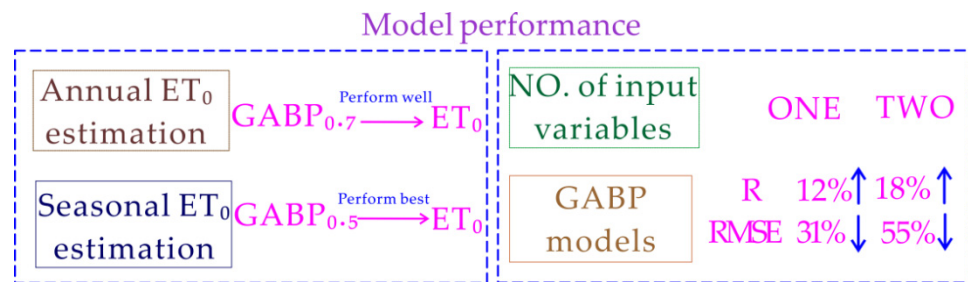 Model performance
Annual ET₀
estimation
GABP₀.₇
Perform well
ET₀
Seasonal ET₀
estimation
GABP₀.₅
Perform best
ET₀
NO. of input
variables
ONE TWO
GABP
models
R 12% 18%
RMSE 31% 55%